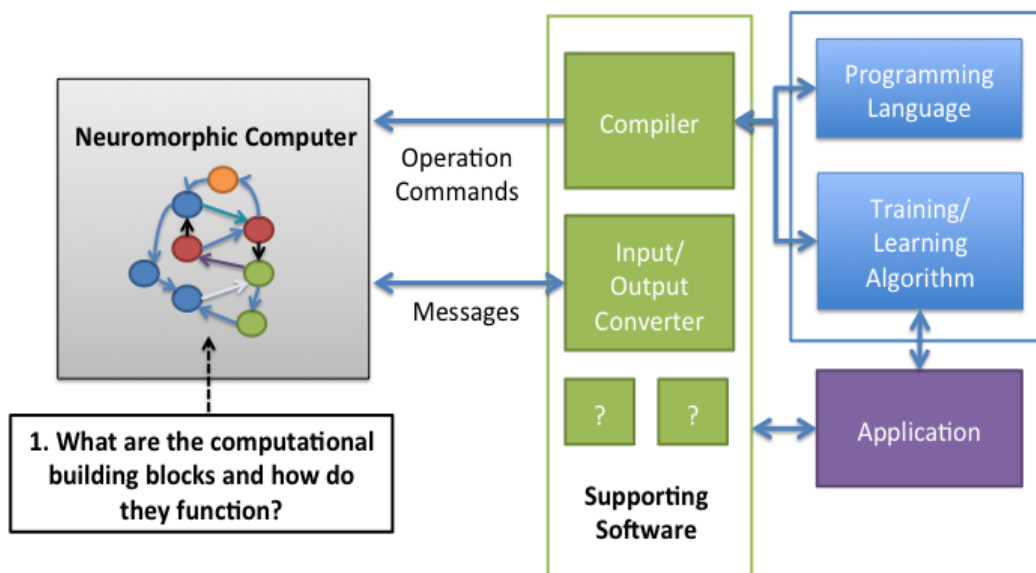 Neuromorphic Computer
Operation
Commands
Messages
1. What are the computational
building blocks and how do
they function?
Compiler
Input/
Output
Converter
?
?
Supporting
Software
Programming
Language
Training/
Learning
Algorithm
Application